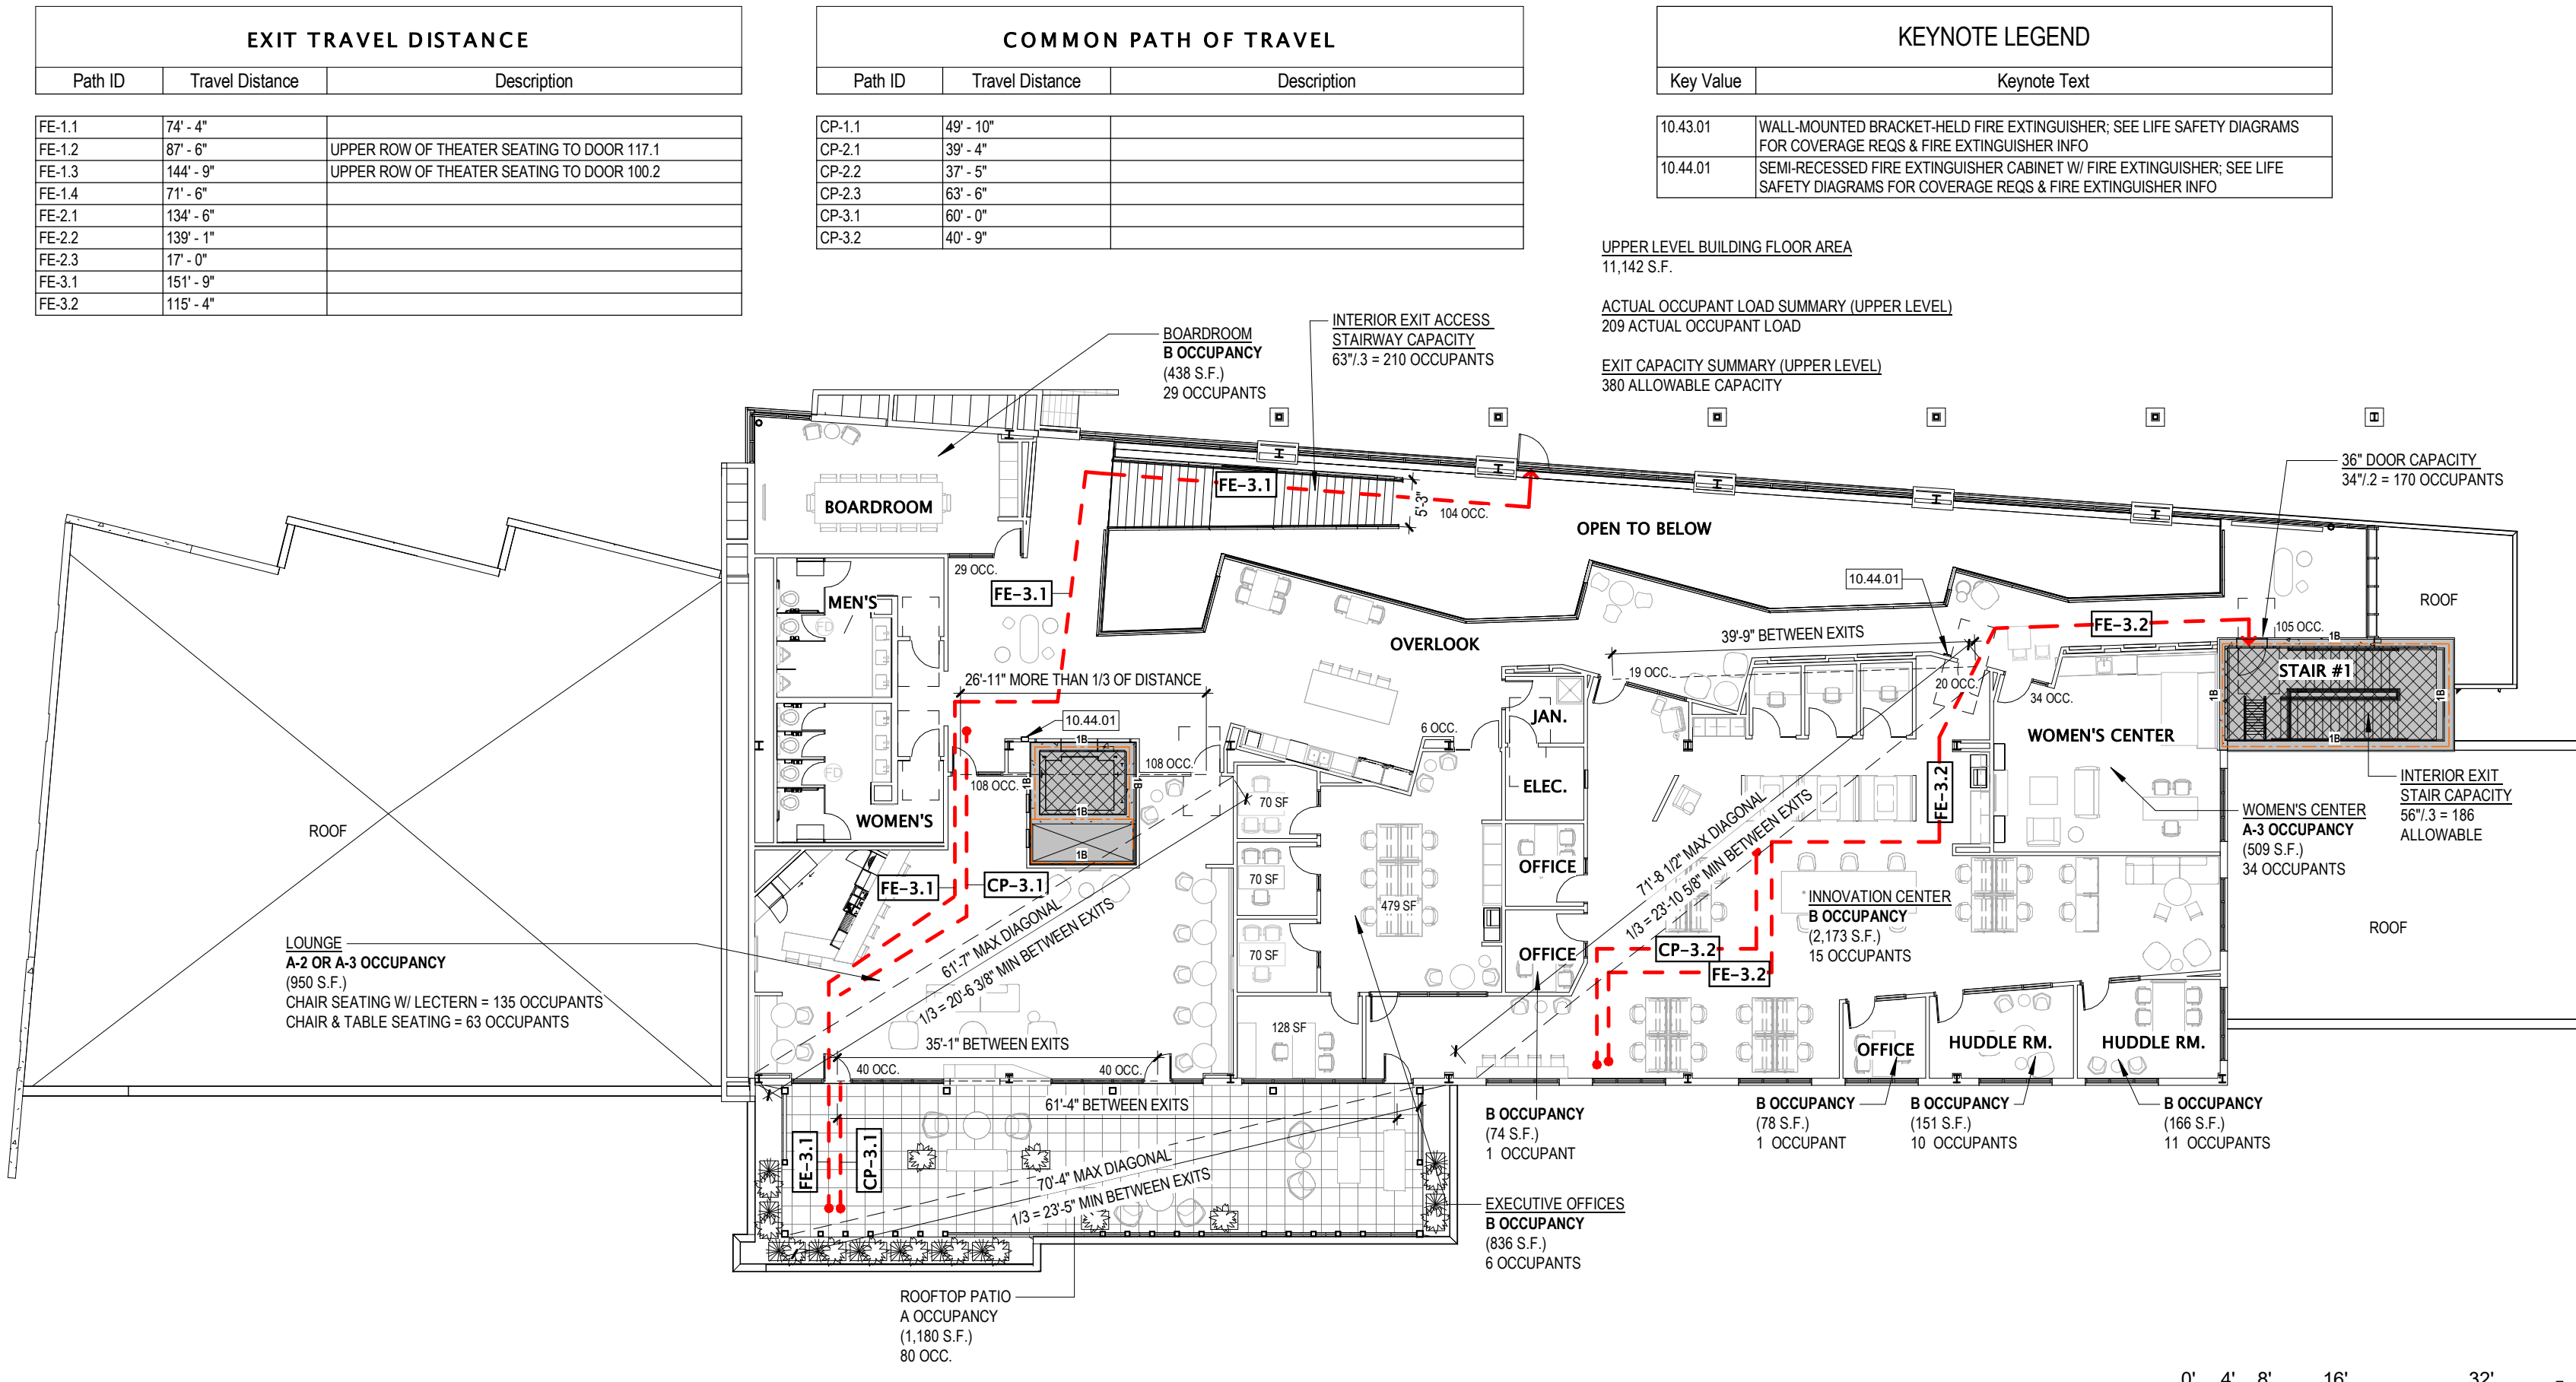 EXIT TRAVEL DISTANCE
Path ID Travel Distance Description
FE-1.1 74' - 4"
FE-1.2 87' - 6" UPPER ROW OF THEATER SEATING TO DOOR 117.1
FE-1.3 144' - 9" UPPER ROW OF THEATER SEATING TO DOOR 100.2
FE-1.4 71' - 6"
FE-2.1 134' - 6"
FE-2.2 139' - 1"
FE-2.3 17' - 0"
FE-3.1 151' - 9"
FE-3.2 115' - 4"
COMMON PATH OF TRAVEL
Path ID Travel Distance Description
CP-1.1 49' - 10"
CP-2.1 39' - 4"
CP-2.2 37' - 5"
CP-2.3 63' - 6"
CP-3.1 60' - 0"
CP-3.2 40' - 9"
KEYNOTE LEGEND
Key Value Keynote Text
10.43.01 WALL-MOUNTED BRACKET-HELD FIRE EXTINGUISHER; SEE LIFE SAFETY DIAGRAMS
FOR COVERAGE REQS & FIRE EXTINGUISHER INFO
10.44.01 SEMI-RECESSED FIRE EXTINGUISHER CABINET W/ FIRE EXTINGUISHER; SEE LIFE
SAFETY DIAGRAMS FOR COVERAGE REQS & FIRE EXTINGUISHER INFO
UPPER LEVEL BUILDING FLOOR AREA
11,142 S.F.
ACTUAL OCCUPANT LOAD SUMMARY (UPPER LEVEL)
209 ACTUAL OCCUPANT LOAD
EXIT CAPACITY SUMMARY (UPPER LEVEL)
380 ALLOWABLE CAPACITY
BOARDROOM
B OCCUPANCY
(438 S.F.)
29 OCCUPANTS
INTERIOR EXIT ACCESS
STAIRWAY CAPACITY
63"/.3 = 210 OCCUPANTS
36" DOOR CAPACITY
34"/.2 = 170 OCCUPANTS
BOARDROOM
FE-3.1
5'-3"
104 OCC.
OPEN TO BELOW
29 OCC.
FE-3.1
MEN'S
FD
10.44.01
ROOF
OVERLOOK
39'-9" BETWEEN EXITS
FE-3.2
105 OCC.
1B
STAIR #1
1B
1B
1B
19 OCC.
20 OCC.
34 OCC.
26'-11" MORE THAN 1/3 OF DISTANCE
10.44.01
JAN.
6 OCC.
WOMEN'S CENTER
1B
1B
1B
1B
1B
108 OCC.
108 OCC.
FD
WOMEN'S
70 SF
ELEC.
FE-3.2
INTERIOR EXIT
STAIR CAPACITY
56"/.3 = 186
ALLOWABLE
WOMEN'S CENTER
A-3 OCCUPANCY
(509 S.F.)
34 OCCUPANTS
ROOF
FE-3.1
CP-3.1
70 SF
479 SF
OFFICE
71'-8 1/2" MAX DIAGONAL
1/3 = 23'-10 5/8" MIN BETWEEN EXITS
INNOVATION CENTER
B OCCUPANCY
(2,173 S.F.)
15 OCCUPANTS
ROOF
LOUNGE
A-2 OR A-3 OCCUPANCY
(950 S.F.)
CHAIR SEATING W/ LECTERN = 135 OCCUPANTS
CHAIR & TABLE SEATING = 63 OCCUPANTS
61'-7" MAX DIAGONAL
1/3 = 20'-6 3/8" MIN BETWEEN EXITS
70 SF
OFFICE
CP-3.2
FE-3.2
128 SF
35'-1" BETWEEN EXITS
40 OCC.
40 OCC.
OFFICE
HUDDLE RM.
HUDDLE RM.
61'-4" BETWEEN EXITS
FE-3.1
CP-3.1
70'-4" MAX DIAGONAL
1/3 = 23'-5" MIN BETWEEN EXITS
B OCCUPANCY
(74 S.F.)
1 OCCUPANT
B OCCUPANCY
(78 S.F.)
1 OCCUPANT
B OCCUPANCY
(151 S.F.)
10 OCCUPANTS
B OCCUPANCY
(166 S.F.)
11 OCCUPANTS
EXECUTIVE OFFICES
B OCCUPANCY
(836 S.F.)
6 OCCUPANTS
ROOFTOP PATIO
A OCCUPANCY
(1,180 S.F.)
80 OCC.
0' 4' 8' 16' 32'